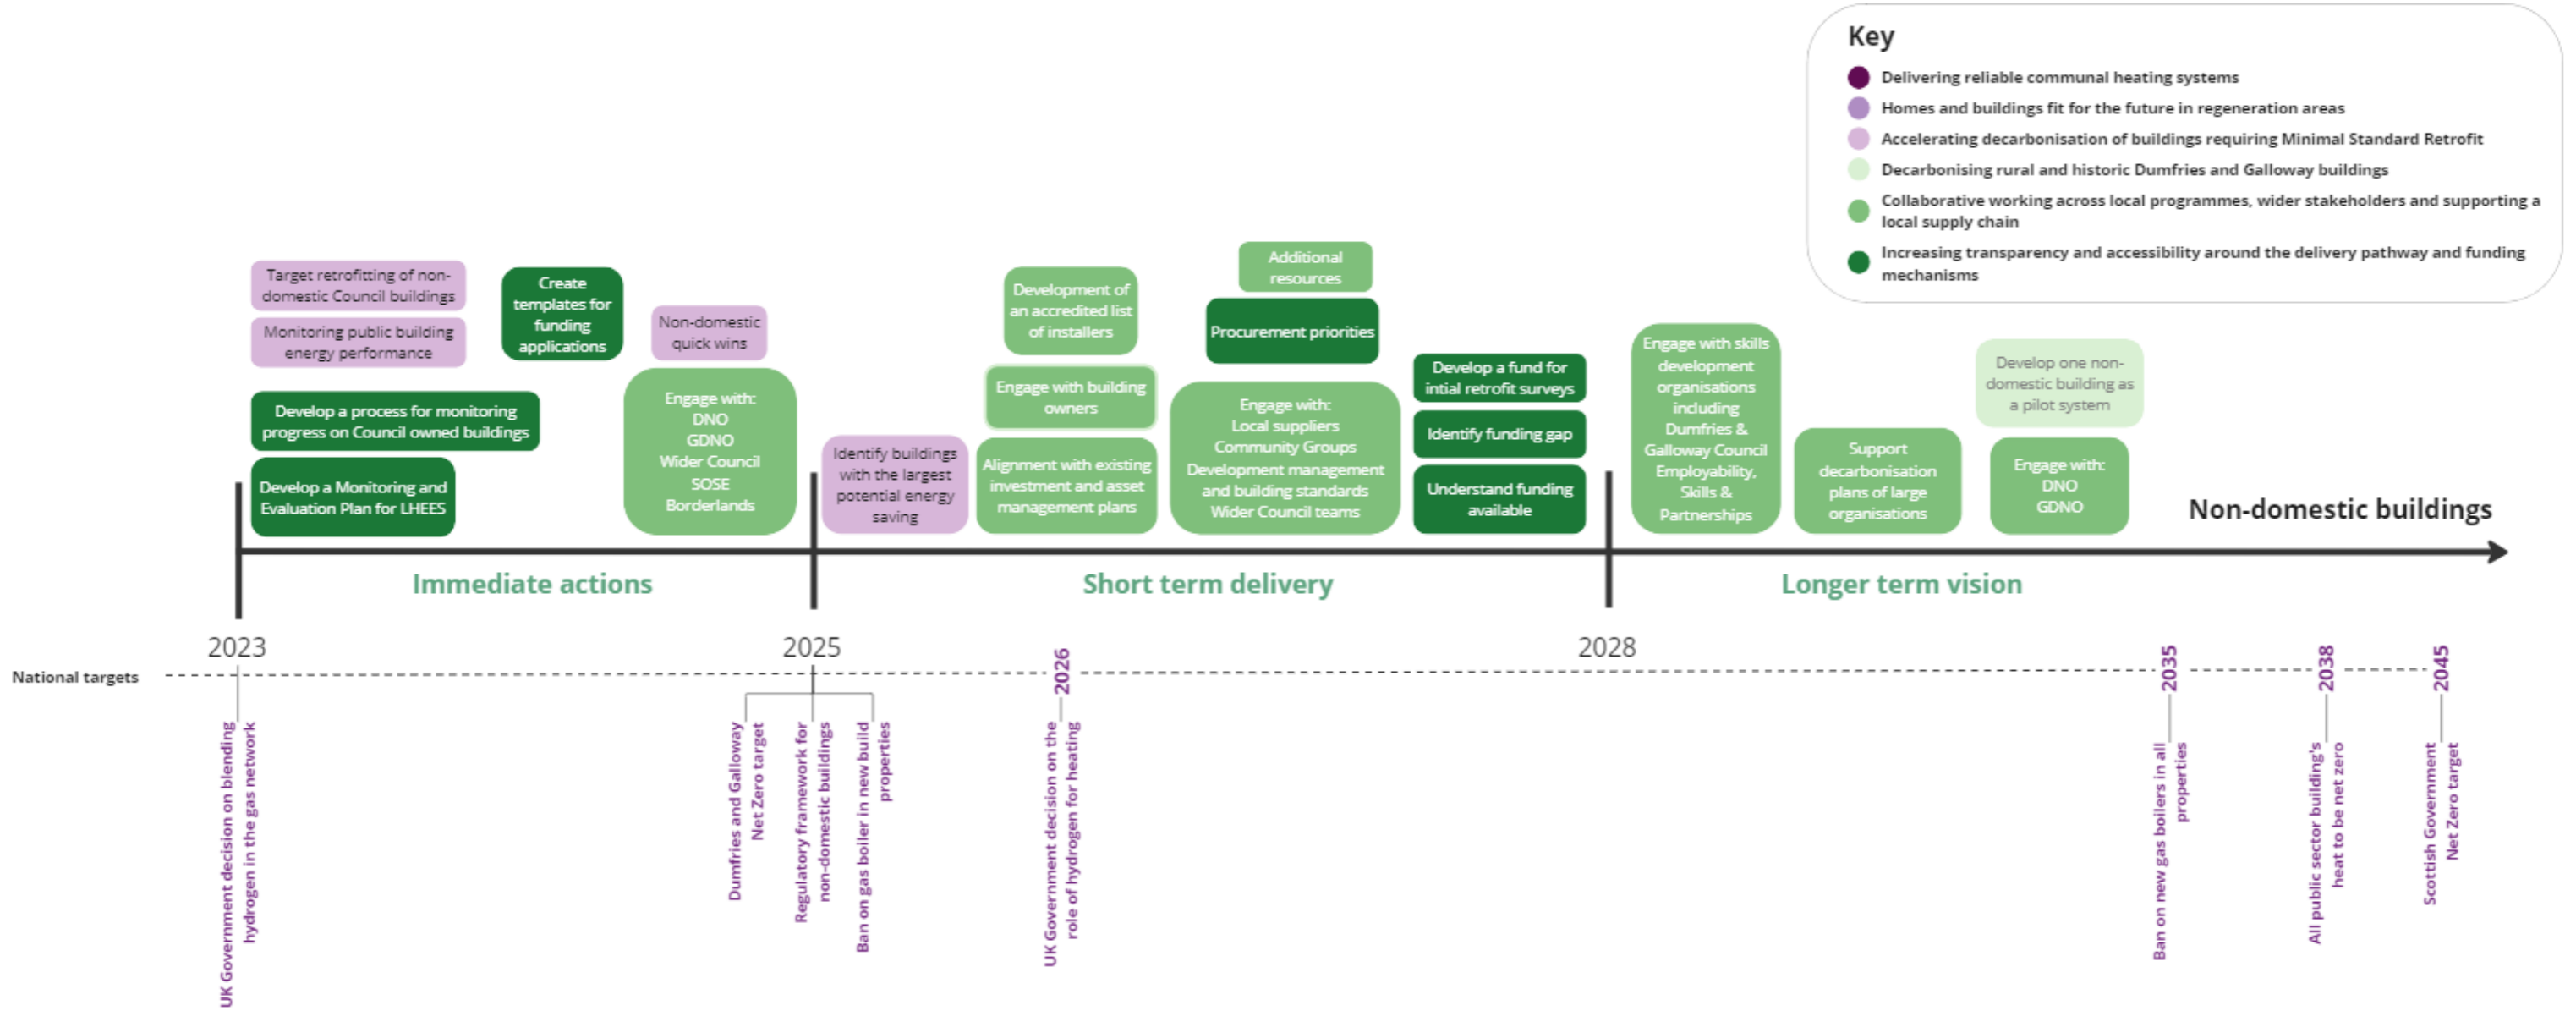 Key
Delivering reliable communal heating systems
Homes and buildings fit for the future in regeneration areas
Accelerating decarbonisation of buildings requiring Minimal Standard Retrofit
Decarbonising rural and historic Dumfries and Galloway buildings
Collaborative working across local programmes, wider stakeholders and supporting a
local supply chain
Increasing transparency and accessibility around the delivery pathway and funding
mechanisms
Target retrofitting of non-
domestic Council buildings
Monitoring public building
energy performance
Develop a process for monitoring
progress on Council owned buildings
Develop a Monitoring and
Evaluation Plan for LHEES
Create
templates for
funding
applications
Non-domestic
quick wins
Engage with:
DNO
GDNO
Wider Council
SOSE
Borderlands
Identify buildings
with the largest
potential energy
saving
Development of
an accredited list
of installers
Engage with building
owners
Alignment with existing
investment and asset
management plans
Additional
resources
Procurement priorities
Engage with:
Local suppliers
Community Groups
Development management
and building standards
Wider Council teams
Develop a fund for
intial retrofit surveys
Identify funding gap
Understand funding
available
Engage with skills
development
organisations
including
Dumfries &
Galloway Council
Employability,
Skills &
Partnerships
Support
decarbonisation
plans of large
organisations
Develop one non-
domestic building as
a pilot system
Engage with:
DNO
GDNO
Non-domestic buildings
Immediate actions
Short term delivery
Longer term vision
2023
2025
2028
National targets
2026
2035
2038
2045
UK Government decision on blending
hydrogen in the gas network
Dumfries and Galloway
Net Zero target
Regulatory framework for
non-domestic buildings
Ban on gas boiler in new build
properties
UK Government decision on the
role of hydrogen for heating
Ban on new gas boilers in all
properties
All public sector building's
heat to be net zero
Scottish Government
Net Zero target